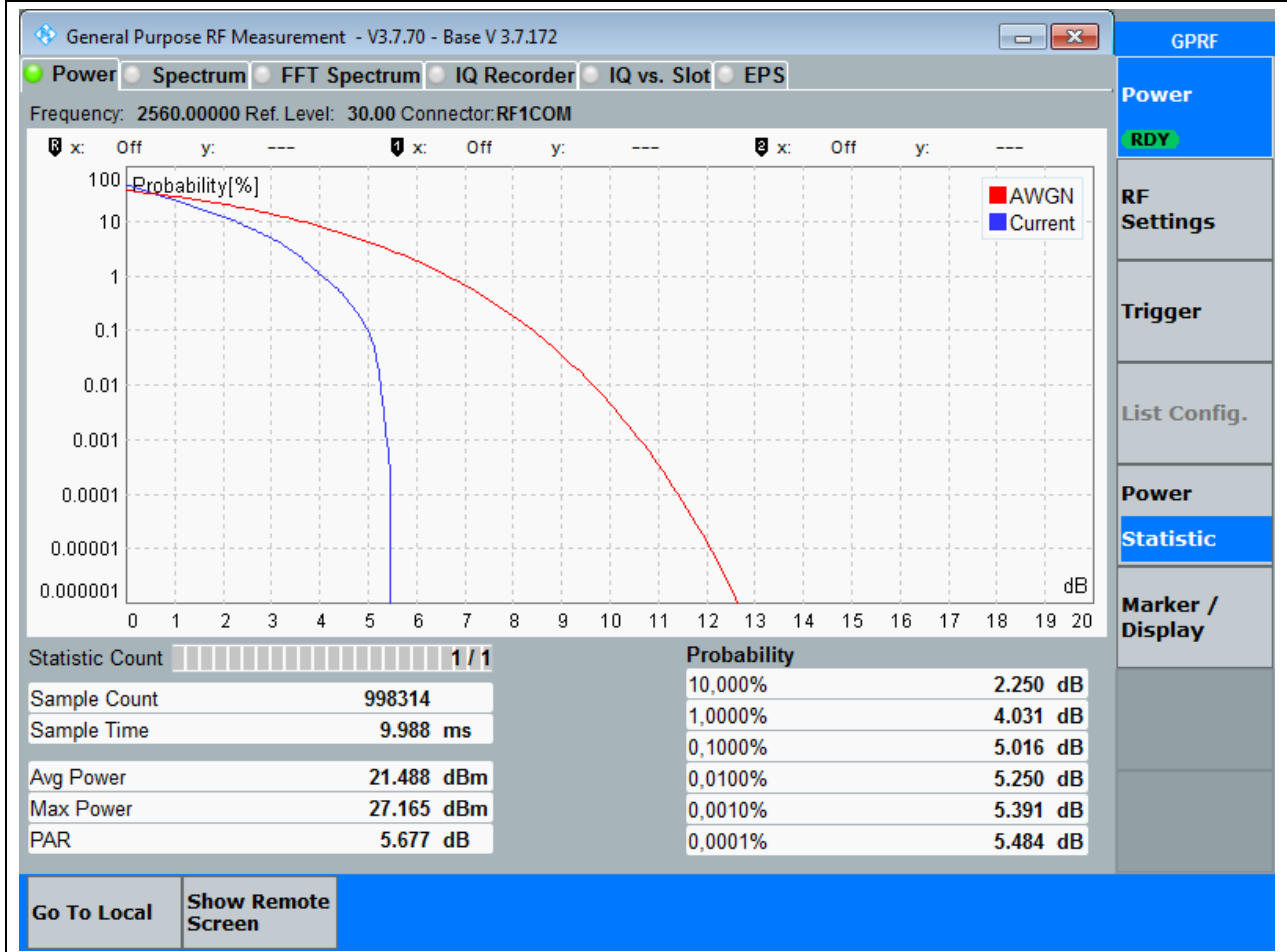 General Purpose RF Measurement - V3.7.70 - Base V 3.7.172
GPRF
Power Spectrum FFT Spectrum IQ Recorder IQ vs. Slot EPS
Frequency: 2560.00000 Ref. Level: 30.00 Connector: RF1COM
R x: Off y: --- 1 x: Off y: --- 2 x: Off y: ---
Probability[%]
AWGN
Current
100
10
1
0.1
0.01
0.001
0.0001
0.00001
0.000001
dB
0 1 2 3 4 5 6 7 8 9 10 11 12 13 14 15 16 17 18 19 20
Statistic Count 1 / 1
Sample Count 998314
Sample Time 9.988 ms
Avg Power 21.488 dBm
Max Power 27.165 dBm
PAR 5.677 dB
Probability
10,000% 2.250 dB
1,0000% 4.031 dB
0,1000% 5.016 dB
0,0100% 5.250 dB
0,0010% 5.391 dB
0,0001% 5.484 dB
Power
RDY
RF
Settings
Trigger
List Config.
Power
Statistic
Marker /
Display
Go To Local
Show Remote
Screen